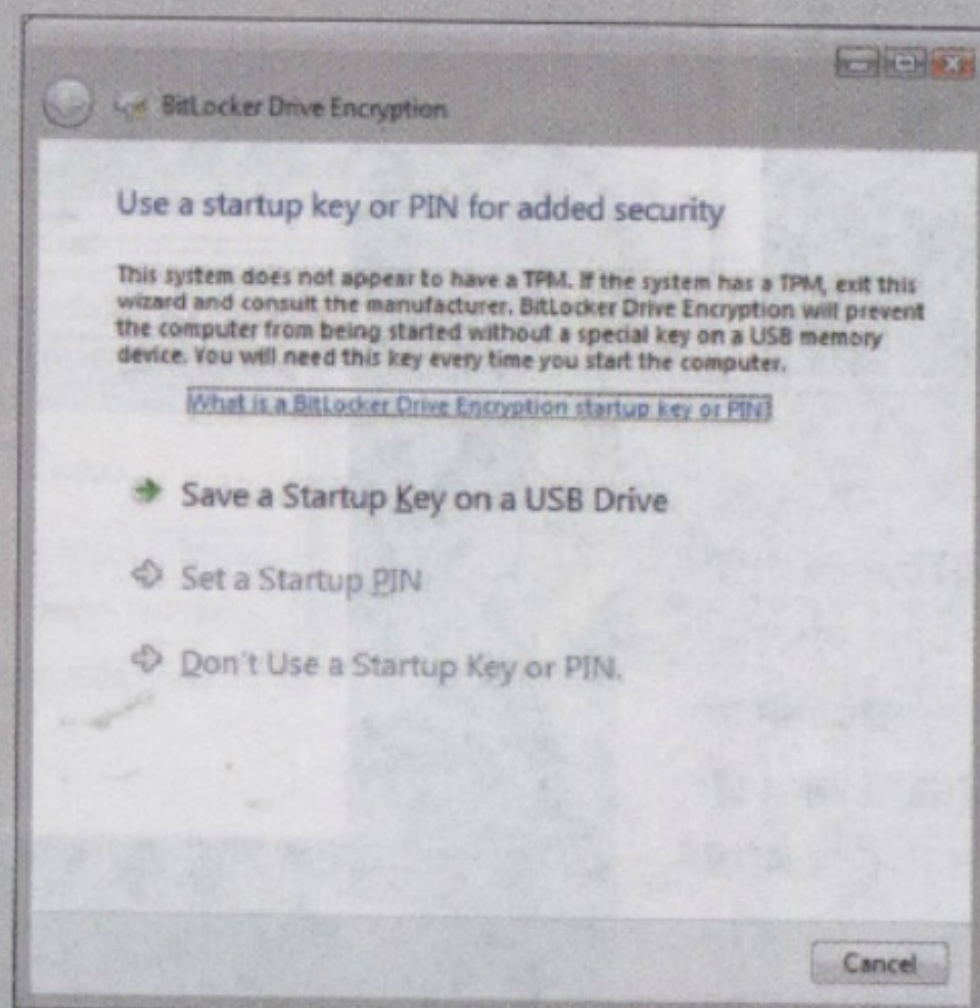 BitLocker Drive Encryption
Use a startup key or PIN for added security
This system does not appear to have a TPM. If the system has a TPM, exit this
wizard and consult the manufacturer. BitLocker Drive Encryption will prevent
the computer from being started without a special key on a USB memory
device. You will need this key every time you start the computer.
What is a BitLocker Drive Encryption startup key or PIN?
Save a Startup Key on a USB Drive
Set a Startup PIN
Don't Use a Startup Key or PIN.
Cancel